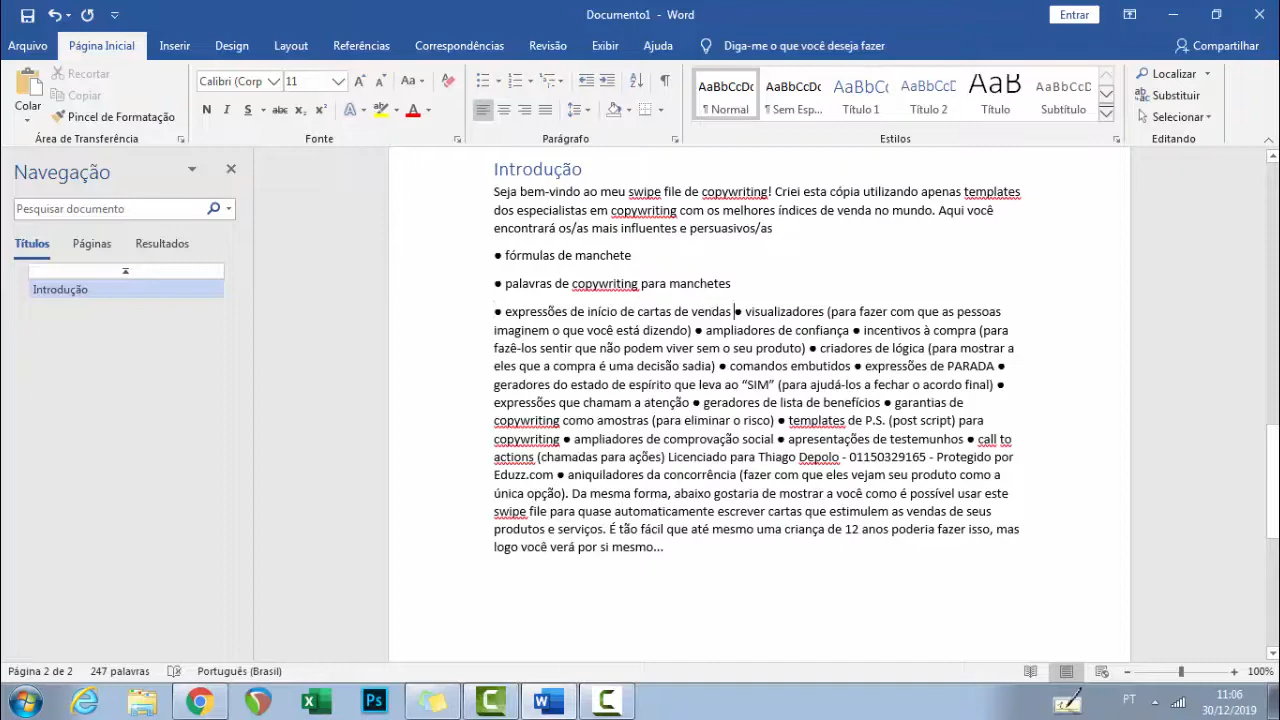 Documento1 - Word
Entrar
Arquivo Página Inicial Inserir Design Layout Referências Correspondências Revisão Exibir Ajuda Diga-me o que você deseja fazer Compartilhar
Colar
Recortar
Copiar
Pincel de Formatação
Área de Transferência
Calibri (Corp 11
Aa
N I S abc x₂ x²
Fonte
Parágrafo
AaBbCcDc AaBbCcDc AaBbCc AaBbCcC AaB AaBbCcD
¶ Normal ¶ Sem Esp... Título 1 Título 2 Título Subtítulo
Estilos
Localizar
Substituir
Selecionar
Editando
Navegação
Pesquisar documento
Títulos Páginas Resultados
Introdução
Introdução
Seja bem-vindo ao meu swipe file de copywriting! Criei esta cópia utilizando apenas templates
dos especialistas em copywriting com os melhores índices de venda no mundo. Aqui você
encontrará os/as mais influentes e persuasivos/as
● fórmulas de manchete
● palavras de copywriting para manchetes
● expressões de início de cartas de vendas ● visualizadores (para fazer com que as pessoas
imaginem o que você está dizendo) ● ampliadores de confiança ● incentivos à compra (para
fazê-los sentir que não podem viver sem o seu produto) ● criadores de lógica (para mostrar a
eles que a compra é uma decisão sadia) ● comandos embutidos ● expressões de PARADA ●
geradores do estado de espírito que leva ao “SIM” (para ajudá-los a fechar o acordo final) ●
expressões que chamam a atenção ● geradores de lista de benefícios ● garantias de
copywriting como amostras (para eliminar o risco) ● templates de P.S. (post script) para
copywriting ● ampliadores de comprovação social ● apresentações de testemunhos ● call to
actions (chamadas para ações) Licenciado para Thiago Depolo - 01150329165 - Protegido por
Eduzz.com ● aniquiladores da concorrência (fazer com que eles vejam seu produto como a
única opção). Da mesma forma, abaixo gostaria de mostrar a você como é possível usar este
swipe file para quase automaticamente escrever cartas que estimulem as vendas de seus
produtos e serviços. É tão fácil que até mesmo uma criança de 12 anos poderia fazer isso, mas
logo você verá por si mesmo...
Página 2 de 2 247 palavras Português (Brasil) 100%
Ps
PT
11:06
30/12/2019